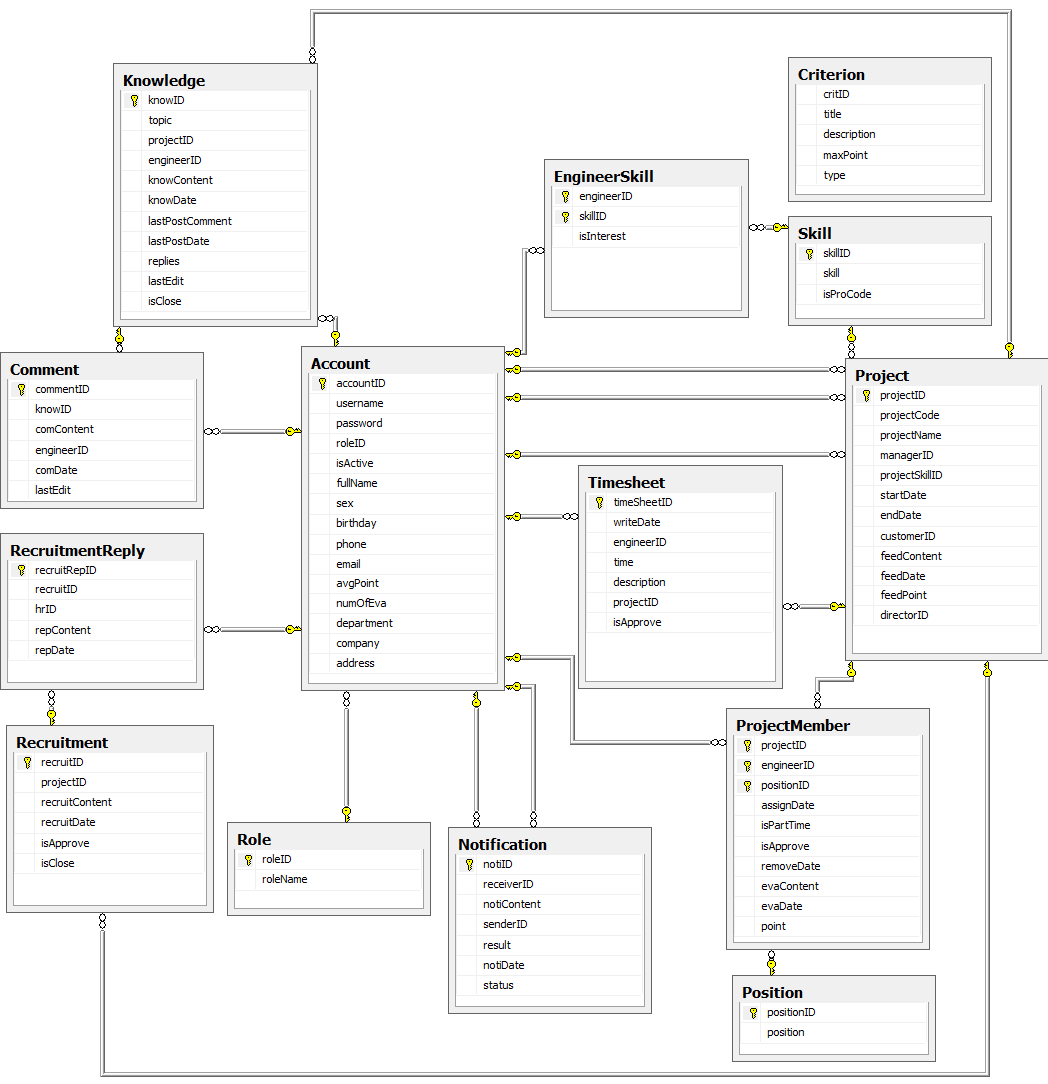 Knowledge
knowID
topic
projectID
engineerID
knowContent
knowDate
lastPostComment
lastPostDate
replies
lastEdit
isClose
Criterion
critID
title
description
maxPoint
type
EngineerSkill
engineerID
skillID
isInterest
Skill
skillID
skill
isProCode
Comment
commentID
knowID
comContent
engineerID
comDate
lastEdit
Account
accountID
username
password
roleID
isActive
fullName
sex
birthday
phone
email
avgPoint
numOfEva
department
company
address
Project
projectID
projectCode
projectName
managerID
projectSkillID
startDate
endDate
customerID
feedContent
feedDate
feedPoint
directorID
Timesheet
timeSheetID
writeDate
engineerID
time
description
projectID
isApprove
RecruitmentReply
recruitRepID
recruitID
hrID
repContent
repDate
Recruitment
recruitID
projectID
recruitContent
recruitDate
isApprove
isClose
Role
roleID
roleName
Notification
notiID
receiverID
notiContent
senderID
result
notiDate
status
ProjectMember
projectID
engineerID
positionID
assignDate
isPartTime
isApprove
removeDate
evaContent
evaDate
point
Position
positionID
position